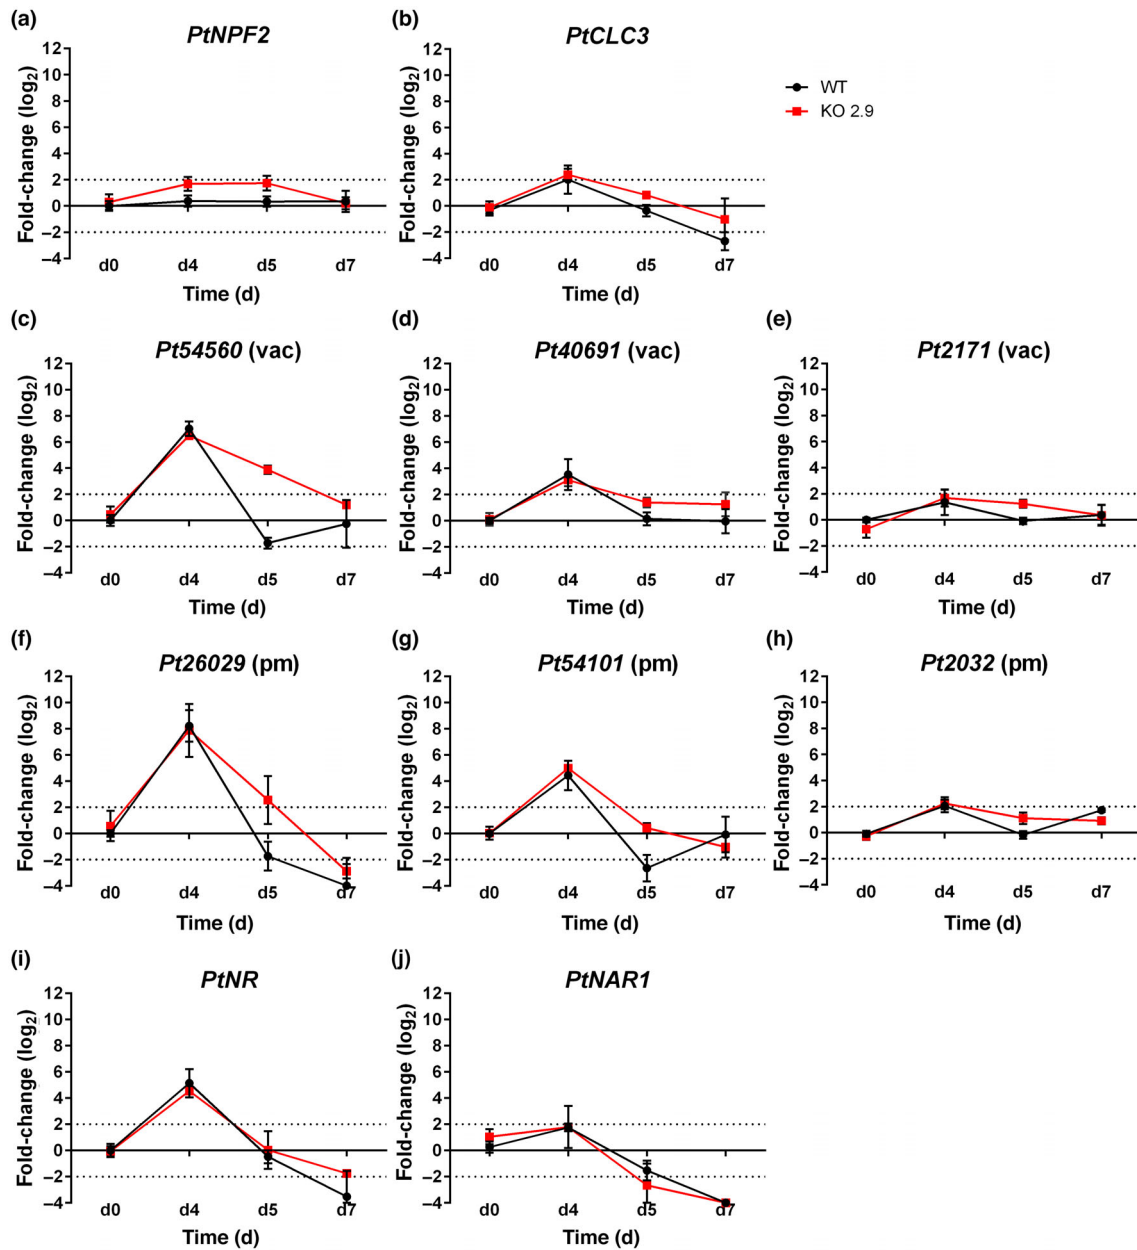 (a)
PtNPF2
12
10
8
6
4
2
0
–2
–4
Fold-change (log2)
d0 d4 d5 d7
Time (d)
(b)
PtCLC3
12
10
8
6
4
2
0
–2
–4
Fold-change (log2)
d0 d4 d5 d7
Time (d)
WT
KO 2.9
(c)
Pt54560 (vac)
12
10
8
6
4
2
0
–2
–4
Fold-change (log2)
d0 d4 d5 d7
Time (d)
(d)
Pt40691 (vac)
12
10
8
6
4
2
0
–2
–4
Fold-change (log2)
d0 d4 d5 d7
Time (d)
(e)
Pt2171 (vac)
12
10
8
6
4
2
0
–2
–4
Fold-change (log2)
d0 d4 d5 d7
Time (d)
(f)
Pt26029 (pm)
12
10
8
6
4
2
0
–2
–4
Fold-change (log2)
d0 d4 d5 d7
Time (d)
(g)
Pt54101 (pm)
12
10
8
6
4
2
0
–2
–4
Fold-change (log2)
d0 d4 d5 d7
Time (d)
(h)
Pt2032 (pm)
12
10
8
6
4
2
0
–2
–4
Fold-change (log2)
d0 d4 d5 d7
Time (d)
(i)
PtNR
12
10
8
6
4
2
0
–2
–4
Fold-change (log2)
d0 d4 d5 d7
Time (d)
(j)
PtNAR1
12
10
8
6
4
2
0
–2
–4
Fold-change (log2)
d0 d4 d5 d7
Time (d)